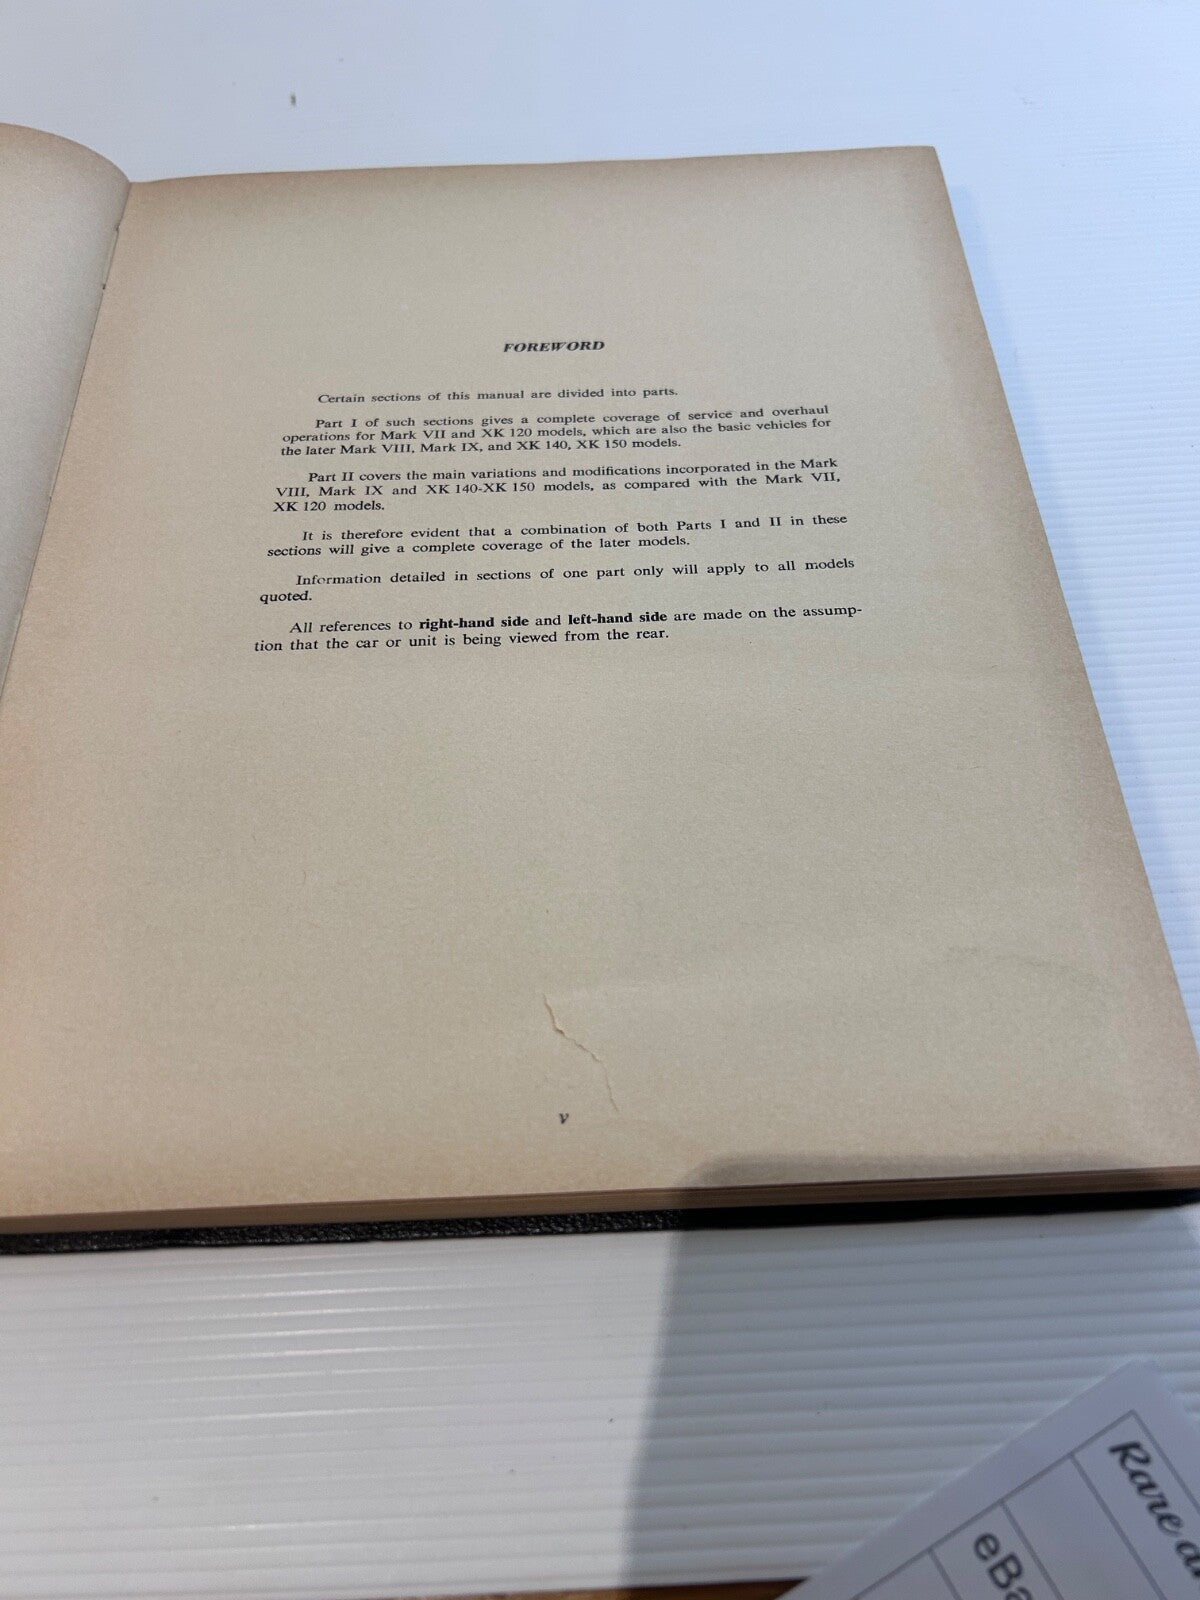 FOREWORD
Certain sections of this manual are divided into parts.
Part I of such sections gives a complete coverage of service and overhaul
operations for Mark VII and XK 120 models, which are also the basic vehicles for
the later Mark VIII, Mark IX, and XK 140, XK 150 models.
Part II covers the main variations and modifications incorporated in the Mark
VIII, Mark IX and XK 140-XK 150 models, as compared with the Mark VII,
XK 120 models.
It is therefore evident that a combination of both Parts I and II in these
sections will give a complete coverage of the later models.
Information detailed in sections of one part only will apply to all models
quoted.
All references to right-hand side and left-hand side are made on the assump-
tion that the car or unit is being viewed from the rear.
v
Rare
eBa